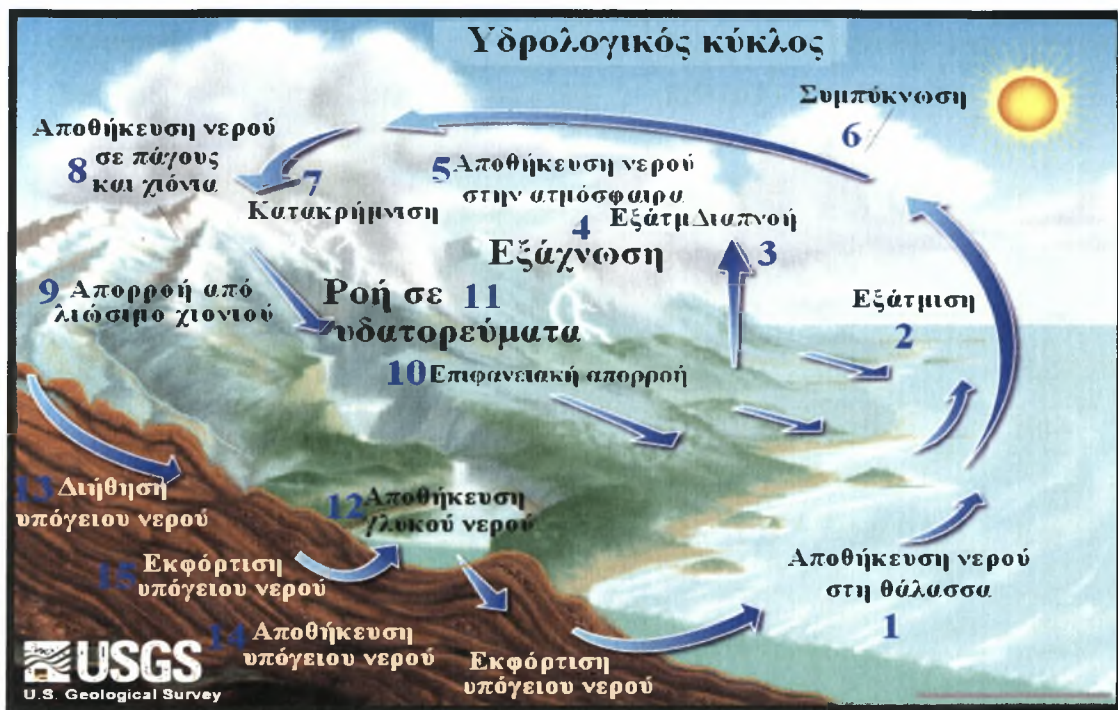 Υδρολογικός κύκλος
Συμπύκνωση
6
Αποθήκευση νερού
8 σε πάγους
και χιόνια
7
Κατακρήμνιση
5 Αποθήκευση νερού
στην ατμόσφαιρα
4 ΕξάτμΔιαπνοή
3
Εξάχνωση
9 Απορροή από
λιώσιμο χιονιού
Ροή σε 11
υδατορεύματα
Εξάτμιση
2
10 Επιφανειακή απορροή
13 Διήθηση
υπόγειου νερού
12 Αποθήκευση
γλυκού νερού
15 Εκφόρτιση
υπόγειου νερού
Αποθήκευση νερού
στη θάλασσα
1
14 Αποθήκευση
υπόγειου νερού
Εκφόρτιση
υπόγειου νερού
USGS
U.S. Geological Survey